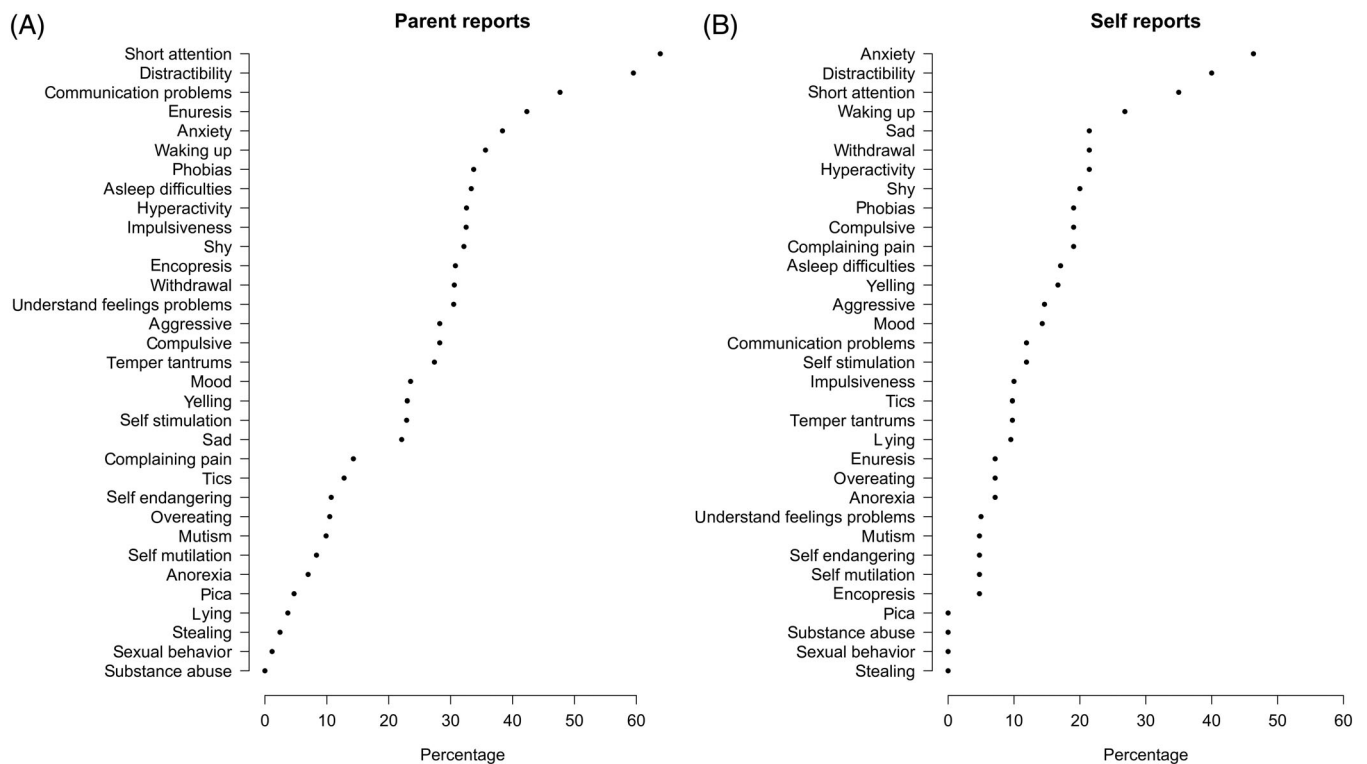 (A)
Parent reports
Short attention
Distractibility
Communication problems
Enuresis
Anxiety
Waking up
Phobias
Asleep difficulties
Hyperactivity
Impulsiveness
Shy
Encopresis
Withdrawal
Understand feelings problems
Aggressive
Compulsive
Temper tantrums
Mood
Yelling
Self stimulation
Sad
Complaining pain
Tics
Self endangering
Overeating
Mutism
Self mutilation
Anorexia
Pica
Lying
Stealing
Sexual behavior
Substance abuse
0 10 20 30 40 50 60
Percentage
(B)
Self reports
Anxiety
Distractibility
Short attention
Waking up
Sad
Withdrawal
Hyperactivity
Shy
Phobias
Compulsive
Complaining pain
Asleep difficulties
Yelling
Aggressive
Mood
Communication problems
Self stimulation
Impulsiveness
Tics
Temper tantrums
Lying
Enuresis
Overeating
Anorexia
Understand feelings problems
Mutism
Self endangering
Self mutilation
Encopresis
Pica
Substance abuse
Sexual behavior
Stealing
0 10 20 30 40 50 60
Percentage